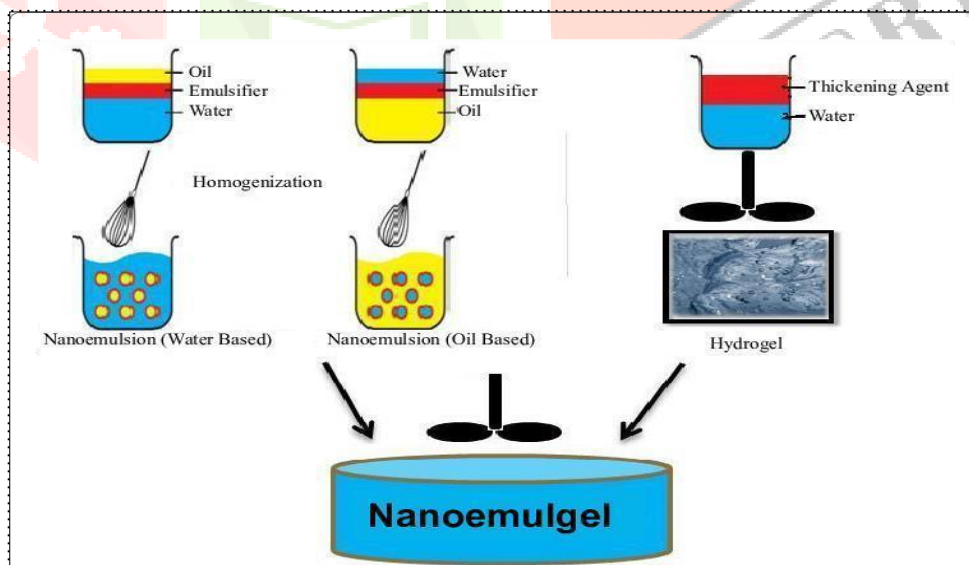 Oil
Emulsifier
Water
Water
Emulsifier
Oil
Thickening Agent
Water
Homogenization
Nanoemulsion (Water Based)
Nanoemulsion (Oil Based)
Hydrogel
Nanoemulgel